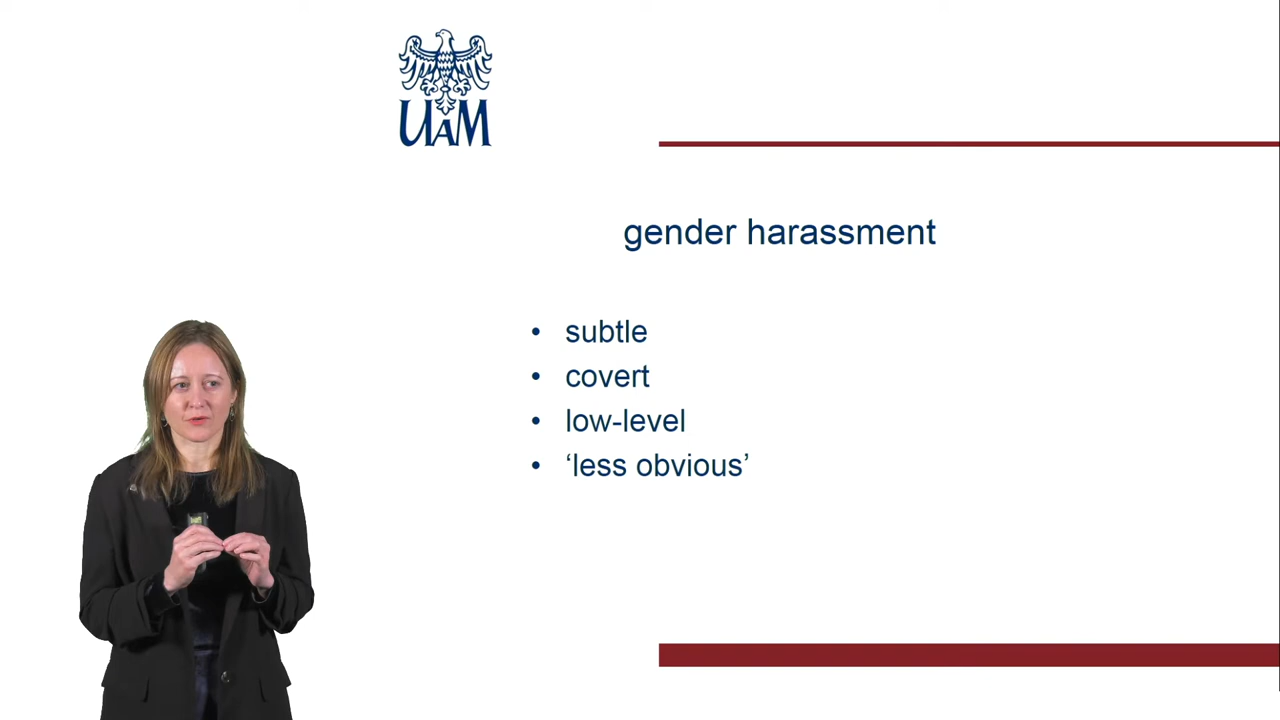 UAM
gender harassment
• subtle
• covert
• low-level
• ‘less obvious’